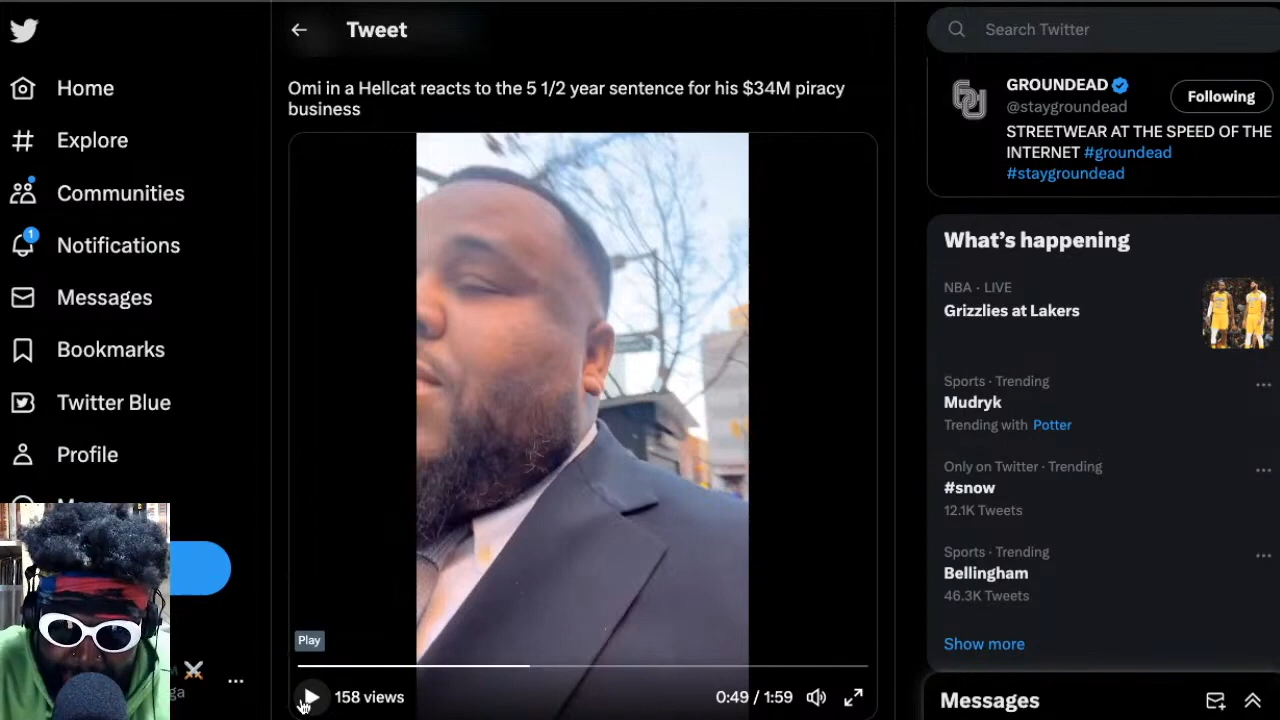 Tweet
Omi in a Hellcat reacts to the 5 1/2 year sentence for his $34M piracy
business
Home
Explore
Communities
1
Notifications
Messages
Bookmarks
Twitter Blue
Profile
Play
158 views
0:49 / 1:59
Search Twitter
GROUNDEAD
@staygroundead
Following
STREETWEAR AT THE SPEED OF THE
INTERNET #groundead
#staygroundead
What's happening
NBA · LIVE
Grizzlies at Lakers
Sports · Trending
Mudryk
Trending with Potter
Only on Twitter · Trending
#snow
12.1K Tweets
Sports · Trending
Bellingham
46.3K Tweets
Show more
Messages